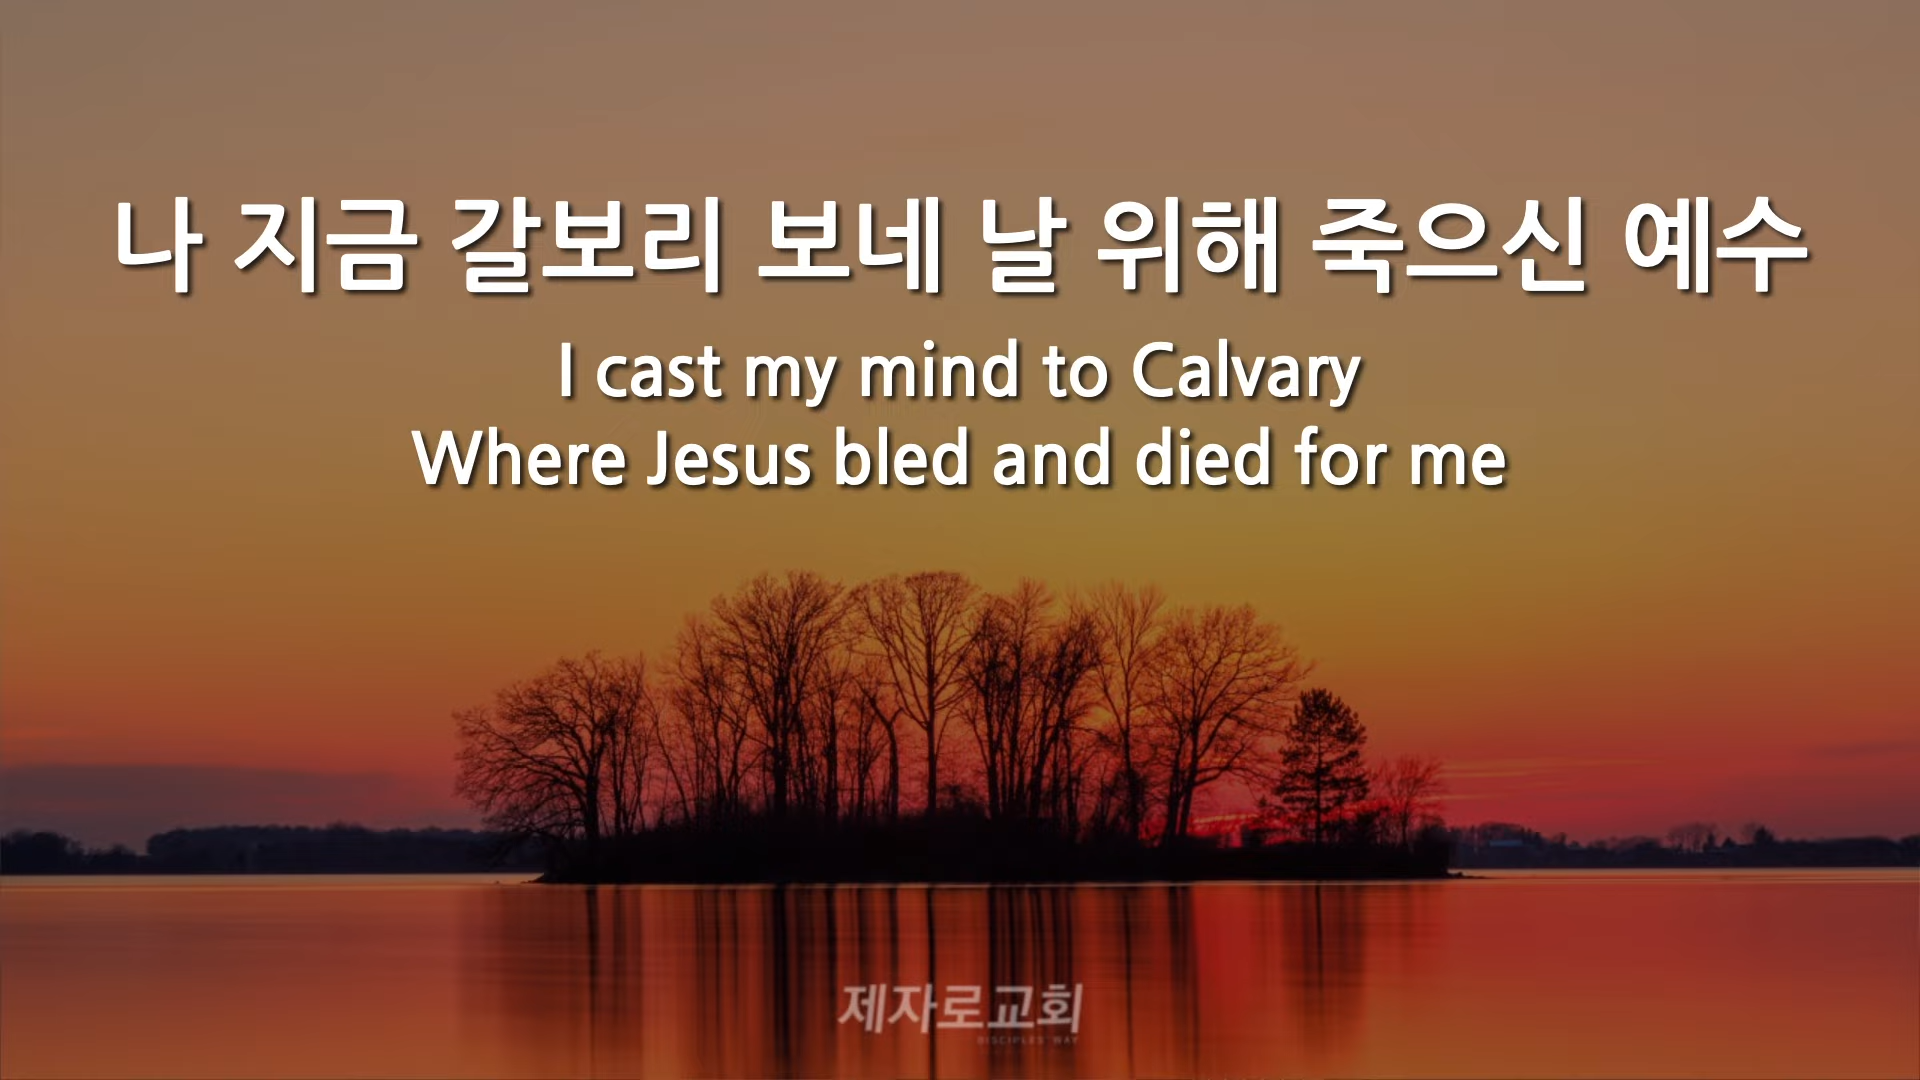 나 지금 갈보리 보네 날 위해 죽으신 예수
I cast my mind to Calvary
Where Jesus bled and died for me
제자로교회
DISCIPLES' WAY